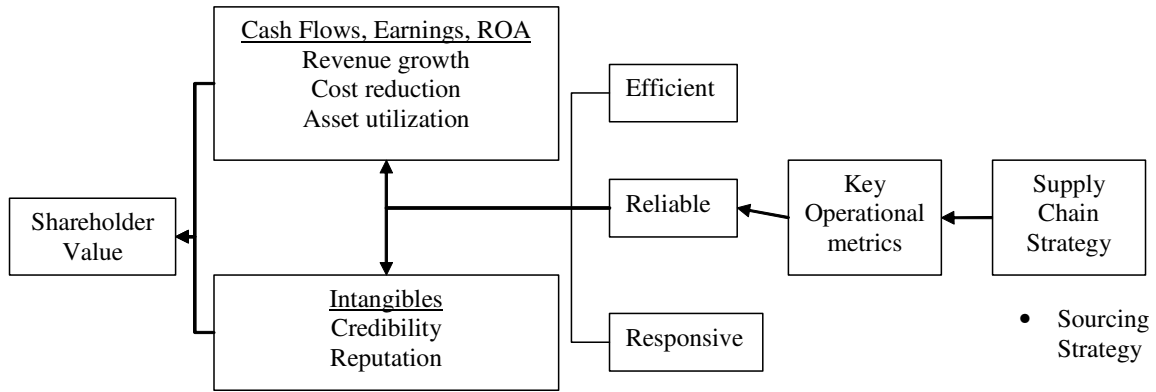 Cash Flows, Earnings, ROA
Revenue growth
Cost reduction
Asset utilization
Efficient
Shareholder
Value
Reliable
Key
Operational
metrics
Supply
Chain
Strategy
Intangibles
Credibility
Reputation
Responsive
• Sourcing
Strategy